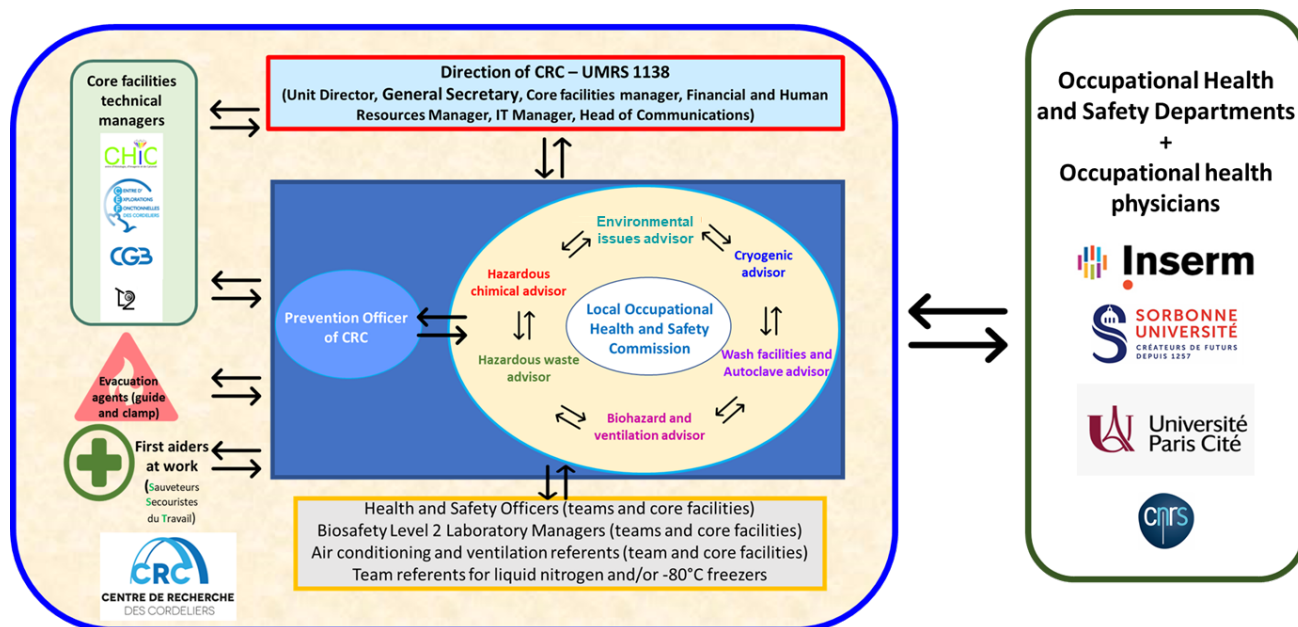 Core facilities
technical
managers
CHiC
CENTRE D'
EXPLORATIONS
FONCTIONNELLES
DES CORDELIERS
CGB
Evacuation
agents (guide
and clamp)
First aiders
at work
(Sauveteurs
Secouristes
du Travail)
CRC
CENTRE DE RECHERCHE
DES CORDELIERS
Direction of CRC – UMRS 1138
(Unit Director, General Secretary, Core facilities manager, Financial and Human
Resources Manager, IT Manager, Head of Communications)
Prevention Officer
of CRC
Environmental
issues advisor
Cryogenic
advisor
Hazardous
chimical advisor
Local Occupational
Health and Safety
Commission
Hazardous waste
advisor
Wash facilities and
Autoclave advisor
Biohazard and
ventilation advisor
Health and Safety Officers (teams and core facilities)
Biosafety Level 2 Laboratory Managers (teams and core facilities)
Air conditioning and ventilation referents (team and core facilities)
Team referents for liquid nitrogen and/or -80°C freezers
Occupational Health
and Safety Departments
+
Occupational health
physicians
Inserm
SORBONNE
UNIVERSITÉ
CRÉATEURS DE FUTURS
DEPUIS 1257
Université
Paris Cité
cnrs